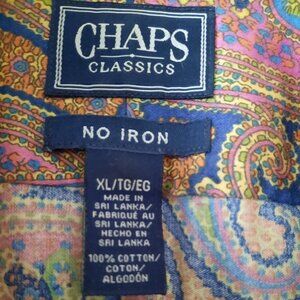 CHAPS
CLASSICS
NO IRON
XL/TG/EG
MADE IN
SRI LANKA/
FABRIQUÉ AU
SRI LANKA/
HECHO EN
SRI LANKA
100% COTTON/
COTON/
ALGODÓN